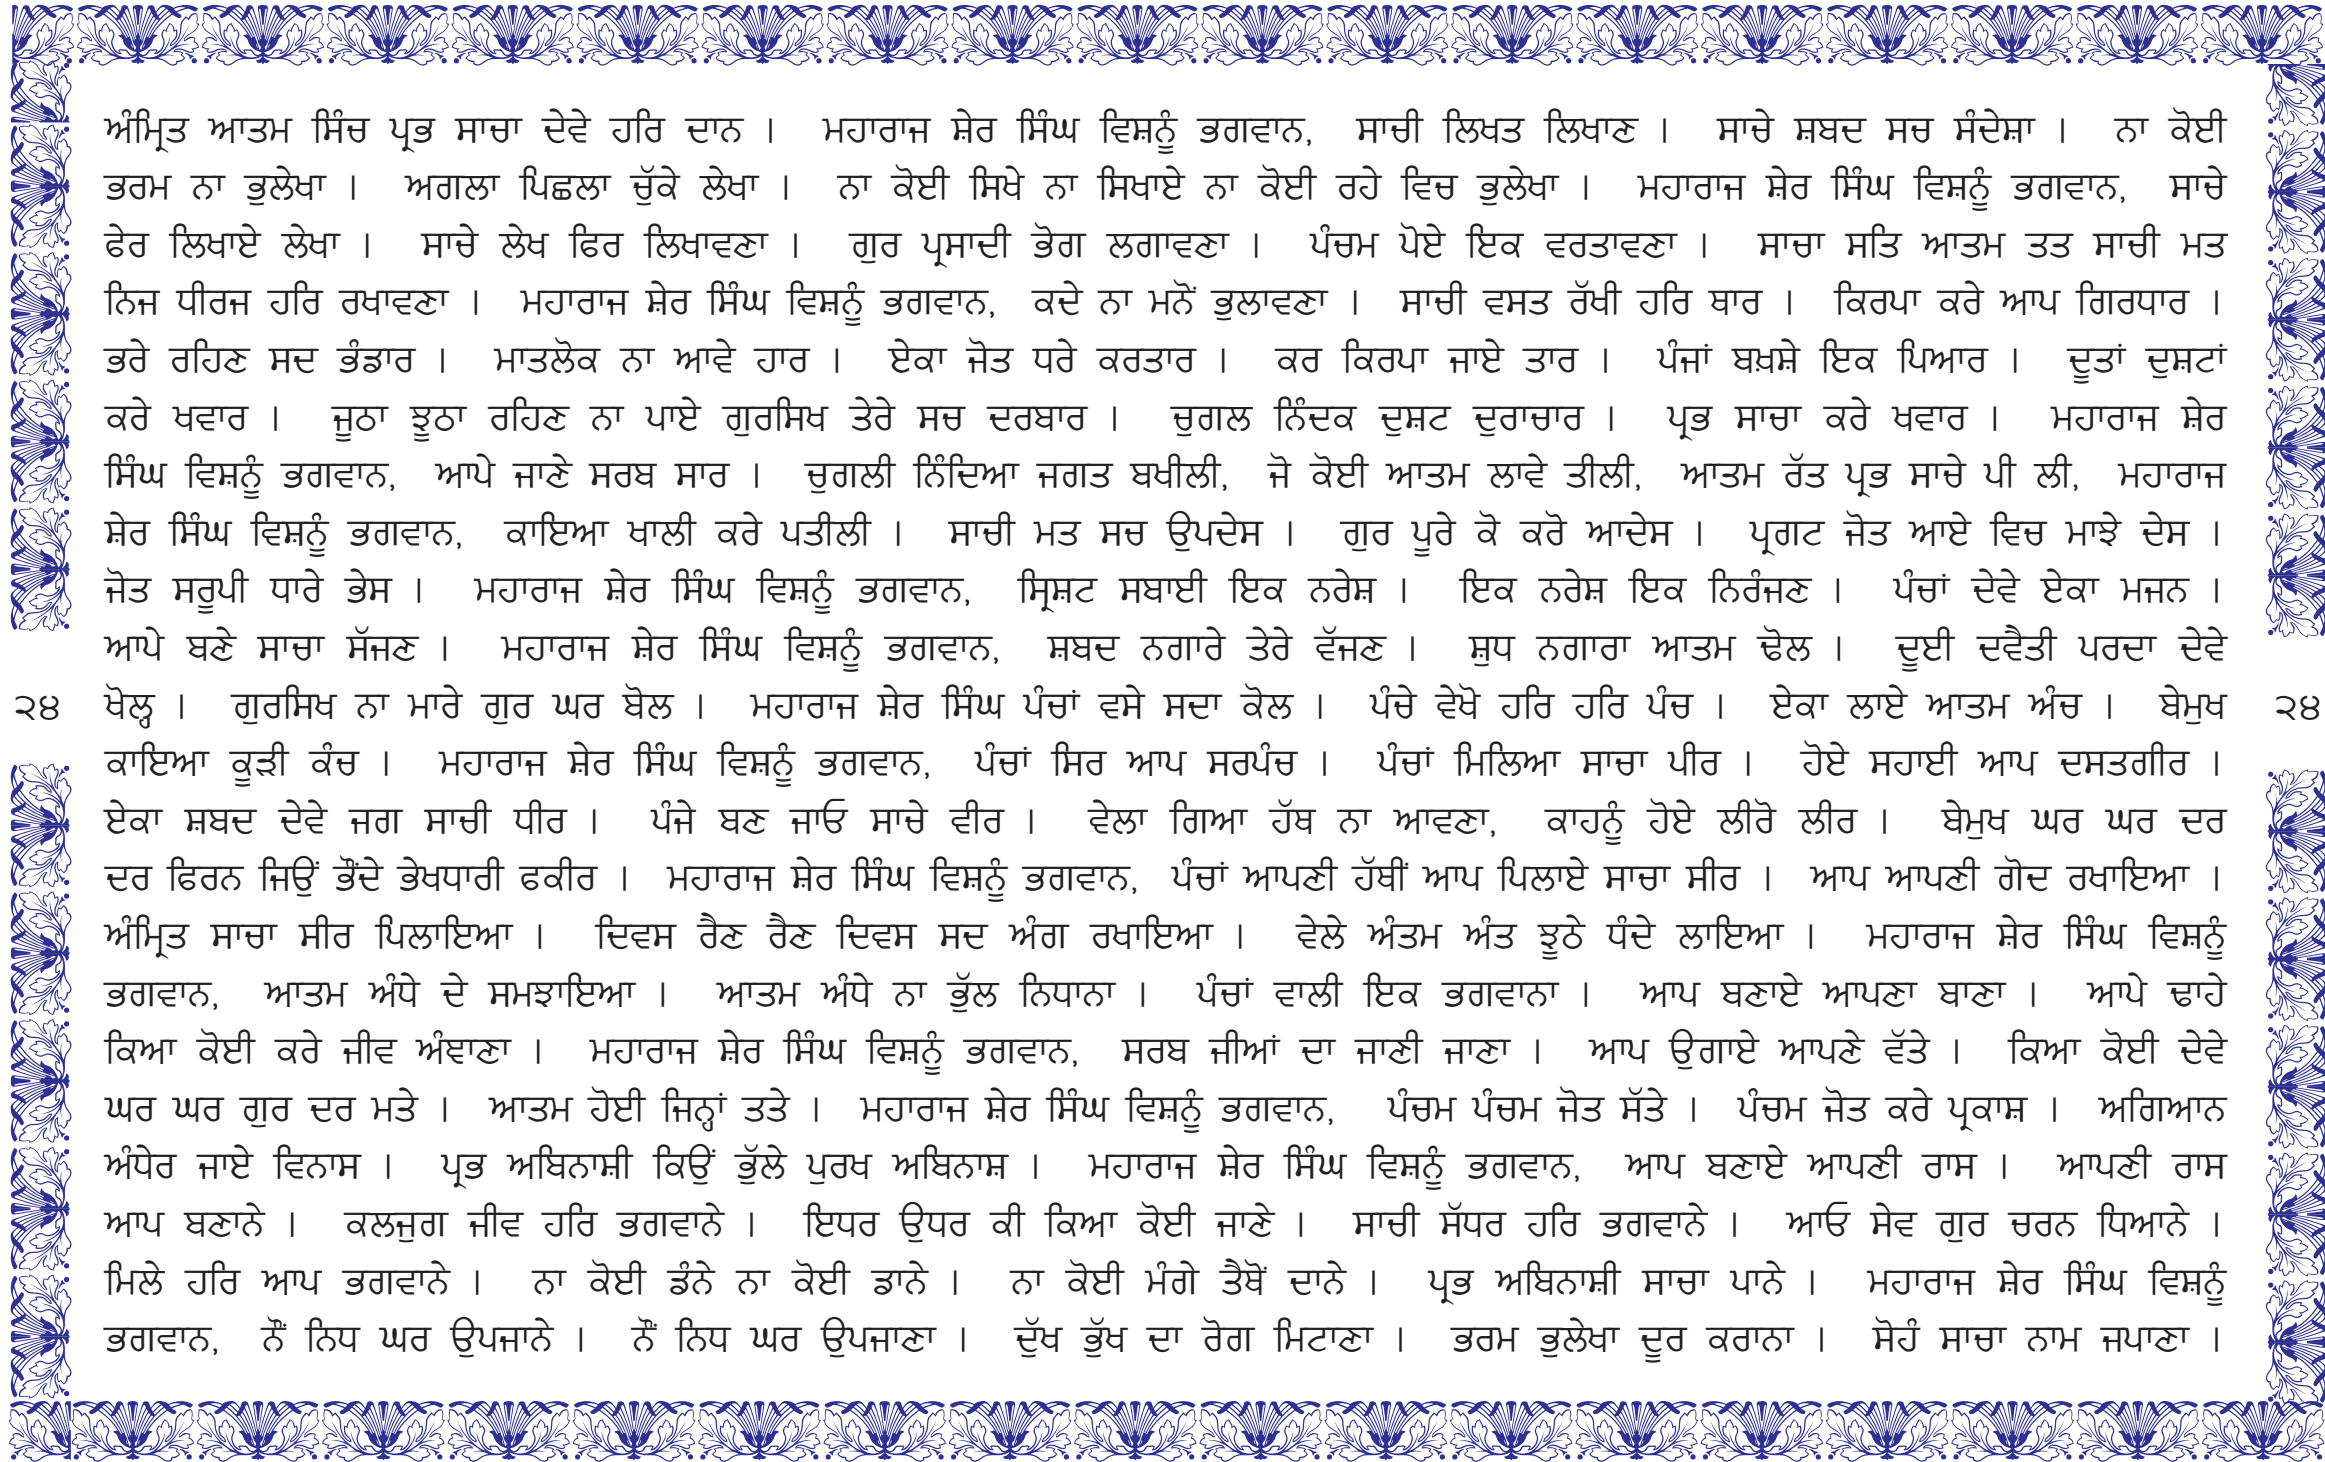 ਅੰਮ੍ਰਿਤ ਆਤਮ ਸਿੰਚ ਪ੍ਰਭ ਸਾਚਾ ਦੇਵੇ ਹਰਿ ਦਾਨ । ਮਹਾਰਾਜ ਸ਼ੇਰ ਸਿੰਘ ਵਿਸ਼ਨੂੰ ਭਗਵਾਨ, ਸਾਚੀ ਲਿਖਤ ਲਿਖਾਣ । ਸਾਚੇ ਸ਼ਬਦ ਸਚ ਸੰਦੇਸ਼ਾ । ਨਾ ਕੋਈ
ਭਰਮ ਨਾ ਭੁਲੇਖਾ । ਅਗਲਾ ਪਿਛਲਾ ਚੁੱਕੇ ਲੇਖਾ । ਨਾ ਕੋਈ ਸਿਖੇ ਨਾ ਸਿਖਾਏ ਨਾ ਕੋਈ ਰਹੇ ਵਿਚ ਭੁਲੇਖਾ । ਮਹਾਰਾਜ ਸ਼ੇਰ ਸਿੰਘ ਵਿਸ਼ਨੂੰ ਭਗਵਾਨ, ਸਾਚੇ
ਫੇਰ ਲਿਖਾਏ ਲੇਖਾ । ਸਾਚੇ ਲੇਖ ਫਿਰ ਲਿਖਾਵਣਾ । ਗੁਰ ਪ੍ਰਸਾਦੀ ਭੋਗ ਲਗਾਵਣਾ । ਪੰਚਮ ਪੋਏ ਇਕ ਵਰਤਾਵਣਾ । ਸਾਚਾ ਸਤਿ ਆਤਮ ਤਤ ਸਾਚੀ ਮਤ
ਨਿਜ ਧੀਰਜ ਹਰਿ ਰਖਾਵਣਾ । ਮਹਾਰਾਜ ਸ਼ੇਰ ਸਿੰਘ ਵਿਸ਼ਨੂੰ ਭਗਵਾਨ, ਕਦੇ ਨਾ ਮਨੋਂ ਭੁਲਾਵਣਾ । ਸਾਚੀ ਵਸਤ ਰੱਖੀ ਹਰਿ ਥਾਰ । ਕਿਰਪਾ ਕਰੇ ਆਪ ਗਿਰਧਾਰ ।
ਭਰੇ ਰਹਿਣ ਸਦ ਭੰਡਾਰ । ਮਾਤਲੋਕ ਨਾ ਆਵੇ ਹਾਰ । ਏਕਾ ਜੋਤ ਧਰੇ ਕਰਤਾਰ । ਕਰ ਕਿਰਪਾ ਜਾਏ ਤਾਰ । ਪੰਜਾਂ ਬਖ਼ਸ਼ੇ ਇਕ ਪਿਆਰ । ਦੂਤਾਂ ਦੁਸ਼ਟਾਂ
ਕਰੇ ਖਵਾਰ । ਜੂਠਾ ਝੂਠਾ ਰਹਿਣ ਨਾ ਪਾਏ ਗੁਰਸਿਖ ਤੇਰੇ ਸਚ ਦਰਬਾਰ । ਚੁਗਲ ਨਿੰਦਕ ਦੁਸ਼ਟ ਦੁਰਾਚਾਰ । ਪ੍ਰਭ ਸਾਚਾ ਕਰੇ ਖਵਾਰ । ਮਹਾਰਾਜ ਸ਼ੇਰ
ਸਿੰਘ ਵਿਸ਼ਨੂੰ ਭਗਵਾਨ, ਆਪੇ ਜਾਣੇ ਸਰਬ ਸਾਰ । ਚੁਗਲੀ ਨਿੰਦਿਆ ਜਗਤ ਬਖੀਲੀ, ਜੋ ਕੋਈ ਆਤਮ ਲਾਵੇ ਤੀਲੀ, ਆਤਮ ਰੱਤ ਪ੍ਰਭ ਸਾਚੇ ਪੀ ਲੀ, ਮਹਾਰਾਜ
ਸ਼ੇਰ ਸਿੰਘ ਵਿਸ਼ਨੂੰ ਭਗਵਾਨ, ਕਾਇਆ ਖਾਲੀ ਕਰੇ ਪਤੀਲੀ । ਸਾਚੀ ਮਤ ਸਚ ਉਪਦੇਸ । ਗੁਰ ਪੂਰੇ ਕੋ ਕਰੋ ਆਦੇਸ । ਪ੍ਰਗਟ ਜੋਤ ਆਏ ਵਿਚ ਮਾਝੇ ਦੇਸ ।
ਜੋਤ ਸਰੂਪੀ ਧਾਰੇ ਭੇਸ । ਮਹਾਰਾਜ ਸ਼ੇਰ ਸਿੰਘ ਵਿਸ਼ਨੂੰ ਭਗਵਾਨ, ਸ੍ਰਿਸ਼ਟ ਸਬਾਈ ਇਕ ਨਰੇਸ਼ । ਇਕ ਨਰੇਸ਼ ਇਕ ਨਿਰੰਜਣ । ਪੰਚਾਂ ਦੇਵੇ ਏਕਾ ਮਜਨ ।
ਆਪੇ ਬਣੇ ਸਾਚਾ ਸੱਜਣ । ਮਹਾਰਾਜ ਸ਼ੇਰ ਸਿੰਘ ਵਿਸ਼ਨੂੰ ਭਗਵਾਨ, ਸ਼ਬਦ ਨਗਾਰੇ ਤੇਰੇ ਵੱਜਣ । ਸ਼ੁਧ ਨਗਾਰਾ ਆਤਮ ਢੋਲ । ਦੂਈ ਦਵੈਤੀ ਪਰਦਾ ਦੇਵੇ
੨੪ ਖੋਲ੍ਹ । ਗੁਰਸਿਖ ਨਾ ਮਾਰੇ ਗੁਰ ਘਰ ਬੋਲ । ਮਹਾਰਾਜ ਸ਼ੇਰ ਸਿੰਘ ਪੰਚਾਂ ਵਸੇ ਸਦਾ ਕੋਲ । ਪੰਚੇ ਵੇਖੋ ਹਰਿ ਹਰਿ ਪੰਚ । ਏਕਾ ਲਾਏ ਆਤਮ ਅੰਚ । ਬੇਮੁਖ ੨੪
ਕਾਇਆ ਕੂੜੀ ਕੰਚ । ਮਹਾਰਾਜ ਸ਼ੇਰ ਸਿੰਘ ਵਿਸ਼ਨੂੰ ਭਗਵਾਨ, ਪੰਚਾਂ ਸਿਰ ਆਪ ਸਰਪੰਚ । ਪੰਚਾਂ ਮਿਲਿਆ ਸਾਚਾ ਪੀਰ । ਹੋਏ ਸਹਾਈ ਆਪ ਦਸਤਗੀਰ ।
ਏਕਾ ਸ਼ਬਦ ਦੇਵੇ ਜਗ ਸਾਚੀ ਧੀਰ । ਪੰਜੇ ਬਣ ਜਾਓ ਸਾਚੇ ਵੀਰ । ਵੇਲਾ ਗਿਆ ਹੱਥ ਨਾ ਆਵਣਾ, ਕਾਹਨੂੰ ਹੋਏ ਲੀਰੋ ਲੀਰ । ਬੇਮੁਖ ਘਰ ਘਰ ਦਰ
ਦਰ ਫਿਰਨ ਜਿਉਂ ਭੌਂਦੇ ਭੇਖਧਾਰੀ ਫਕੀਰ । ਮਹਾਰਾਜ ਸ਼ੇਰ ਸਿੰਘ ਵਿਸ਼ਨੂੰ ਭਗਵਾਨ, ਪੰਚਾਂ ਆਪਣੀ ਹੱਥੀਂ ਆਪ ਪਿਲਾਏ ਸਾਚਾ ਸੀਰ । ਆਪ ਆਪਣੀ ਗੋਦ ਰਖਾਇਆ ।
ਅੰਮ੍ਰਿਤ ਸਾਚਾ ਸੀਰ ਪਿਲਾਇਆ । ਦਿਵਸ ਰੈਣ ਰੈਣ ਦਿਵਸ ਸਦ ਅੰਗ ਰਖਾਇਆ । ਵੇਲੇ ਅੰਤਮ ਅੰਤ ਝੂਠੇ ਧੰਦੇ ਲਾਇਆ । ਮਹਾਰਾਜ ਸ਼ੇਰ ਸਿੰਘ ਵਿਸ਼ਨੂੰ
ਭਗਵਾਨ, ਆਤਮ ਅੰਧੇ ਦੇ ਸਮਝਾਇਆ । ਆਤਮ ਅੰਧੇ ਨਾ ਭੁੱਲ ਨਿਧਾਨਾ । ਪੰਚਾਂ ਵਾਲੀ ਇਕ ਭਗਵਾਨਾ । ਆਪ ਬਣਾਏ ਆਪਣਾ ਬਾਣਾ । ਆਪੇ ਢਾਹੇ
ਕਿਆ ਕੋਈ ਕਰੇ ਜੀਵ ਅੰਞਾਣਾ । ਮਹਾਰਾਜ ਸ਼ੇਰ ਸਿੰਘ ਵਿਸ਼ਨੂੰ ਭਗਵਾਨ, ਸਰਬ ਜੀਆਂ ਦਾ ਜਾਣੀ ਜਾਣਾ । ਆਪ ਉਗਾਏ ਆਪਣੇ ਵੱਤੇ । ਕਿਆ ਕੋਈ ਦੇਵੇ
ਘਰ ਘਰ ਗੁਰ ਦਰ ਮਤੇ । ਆਤਮ ਹੋਈ ਜਿਨ੍ਹਾਂ ਤਤੇ । ਮਹਾਰਾਜ ਸ਼ੇਰ ਸਿੰਘ ਵਿਸ਼ਨੂੰ ਭਗਵਾਨ, ਪੰਚਮ ਪੰਚਮ ਜੋਤ ਸੱਤੇ । ਪੰਚਮ ਜੋਤ ਕਰੇ ਪ੍ਰਕਾਸ਼ । ਅਗਿਆਨ
ਅੰਧੇਰ ਜਾਏ ਵਿਨਾਸ । ਪ੍ਰਭ ਅਬਿਨਾਸ਼ੀ ਕਿਉਂ ਭੁੱਲੇ ਪੁਰਖ ਅਬਿਨਾਸ਼ । ਮਹਾਰਾਜ ਸ਼ੇਰ ਸਿੰਘ ਵਿਸ਼ਨੂੰ ਭਗਵਾਨ, ਆਪ ਬਣਾਏ ਆਪਣੀ ਰਾਸ । ਆਪਣੀ ਰਾਸ
ਆਪ ਬਣਾਨੇ । ਕਲਜੁਗ ਜੀਵ ਹਰਿ ਭਗਵਾਨੇ । ਇਧਰ ਉਧਰ ਕੀ ਕਿਆ ਕੋਈ ਜਾਣੇ । ਸਾਚੀ ਸੱਧਰ ਹਰਿ ਭਗਵਾਨੇ । ਆਓ ਸੇਵ ਗੁਰ ਚਰਨ ਧਿਆਨੇ ।
ਮਿਲੇ ਹਰਿ ਆਪ ਭਗਵਾਨੇ । ਨਾ ਕੋਈ ਡੰਨੇ ਨਾ ਕੋਈ ਡਾਨੇ । ਨਾ ਕੋਈ ਮੰਗੇ ਤੈਥੋਂ ਦਾਨੇ । ਪ੍ਰਭ ਅਬਿਨਾਸ਼ੀ ਸਾਚਾ ਪਾਨੇ । ਮਹਾਰਾਜ ਸ਼ੇਰ ਸਿੰਘ ਵਿਸ਼ਨੂੰ
ਭਗਵਾਨ, ਨੌਂ ਨਿਧ ਘਰ ਉਪਜਾਨੇ । ਨੌਂ ਨਿਧ ਘਰ ਉਪਜਾਣਾ । ਦੁੱਖ ਭੁੱਖ ਦਾ ਰੋਗ ਮਿਟਾਣਾ । ਭਰਮ ਭੁਲੇਖਾ ਦੂਰ ਕਰਾਨਾ । ਸੋਹੰ ਸਾਚਾ ਨਾਮ ਜਪਾਣਾ ।